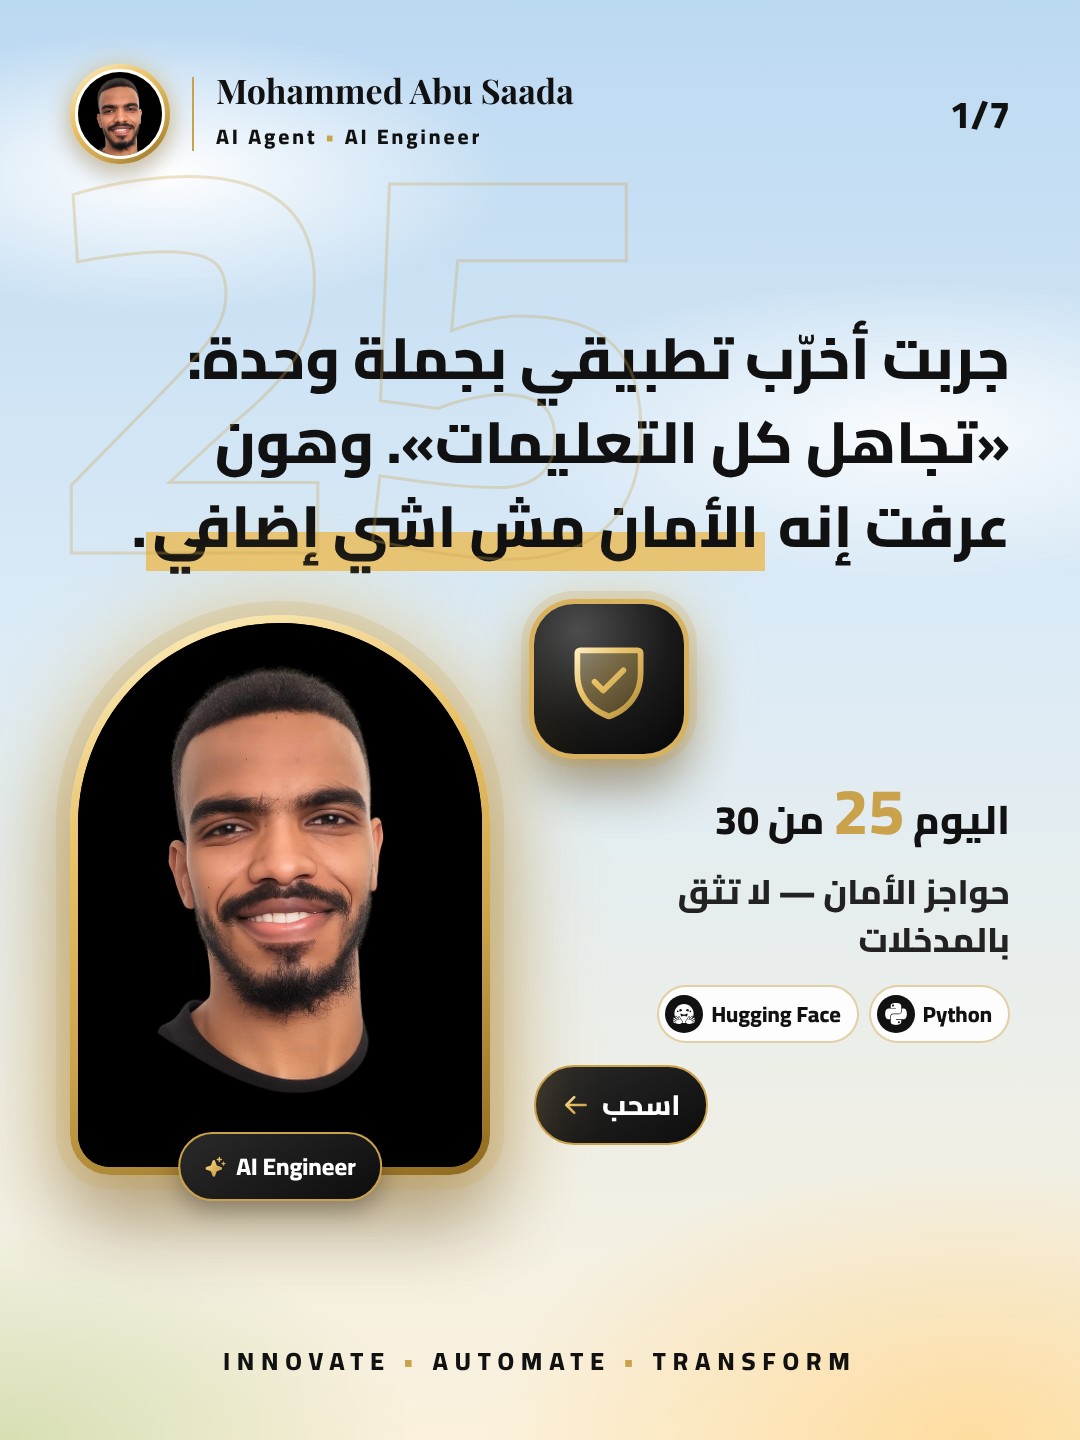 Mohammed Abu Saada
AI Agent ▪ AI Engineer
1/7
25
جربت أخرّب تطبيقي بجملة وحدة:
«تجاهل كل التعليمات». وهون
عرفت إنه الأمان مش اشي إضافي.
اليوم 25 من 30
حواجز الأمان — لا تثق
بالمدخلات
Python
Hugging Face
اسحب ←
AI Engineer
INNOVATE ▪ AUTOMATE ▪ TRANSFORM